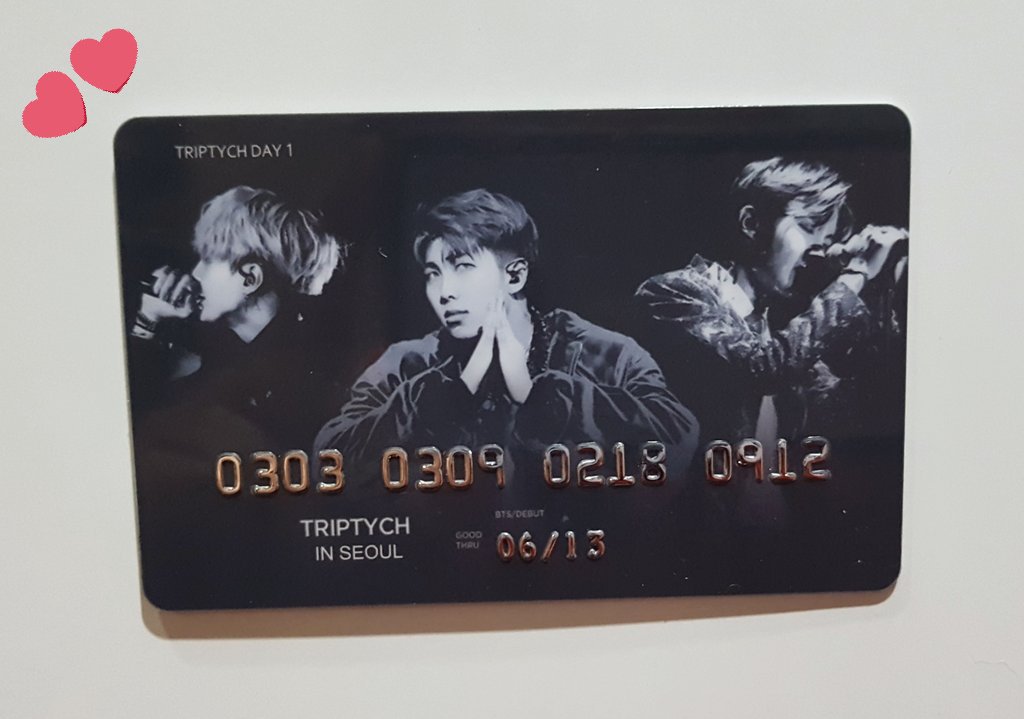 TRIPTYCH DAY 1
0303 0309 0218 0912
TRIPTYCH
IN SEOUL
BTS/DEBUT
GOOD
THRU
06/13